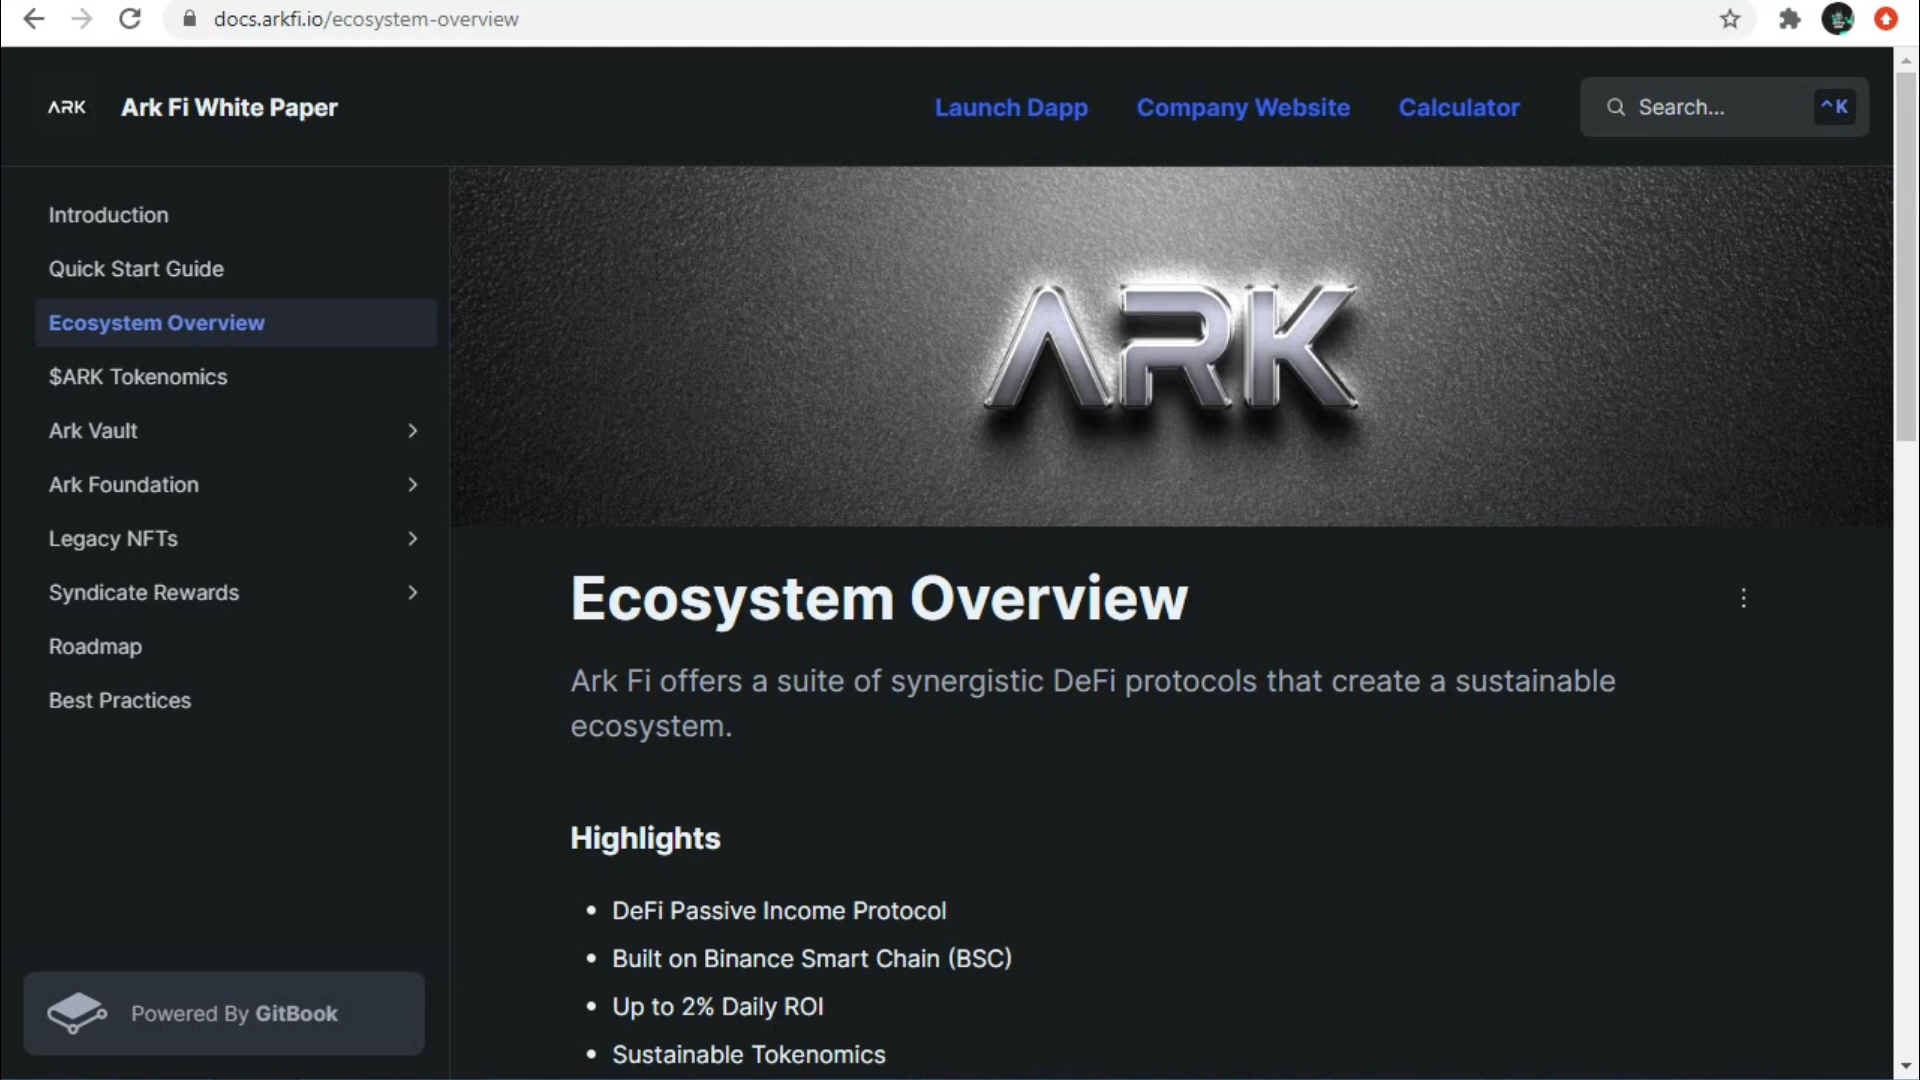 docs.arkfi.io/ecosystem-overview
ARK
Ark Fi White Paper
Launch Dapp
Company Website
Calculator
Search...
^K
Introduction
Quick Start Guide
Ecosystem Overview
$ARK Tokenomics
Ark Vault
Ark Foundation
Legacy NFTs
Syndicate Rewards
Roadmap
Best Practices
Powered By GitBook
ARK
Ecosystem Overview
Ark Fi offers a suite of synergistic DeFi protocols that create a sustainable
ecosystem.
Highlights
• DeFi Passive Income Protocol
• Built on Binance Smart Chain (BSC)
• Up to 2% Daily ROI
• Sustainable Tokenomics